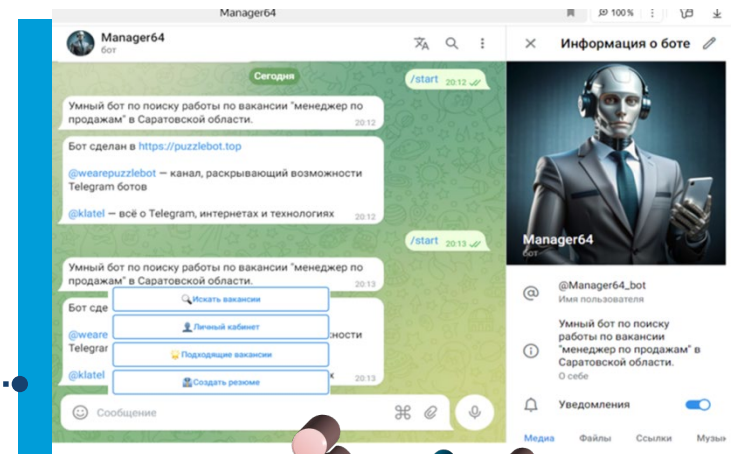 Manager64
100 %
Manager64
бот
Информация о боте
Сегодня
/start 20:12
Умный бот по поиску работы по вакансии "менеджер по
продажам" в Саратовской области.
20:12
Бот сделан в https://puzzlebot.top
@wearepuzzlebot — канал, раскрывающий возможности
Telegram ботов
@klatel — всё о Telegram, интернетах и технологиях 20:12
/start 20:13
Умный бот по поиску работы по вакансии "менеджер по
продажам" в Саратовской области.
20:13
Бот сде
@weare
ности
Telegrar
@klatel
20:13
Искать вакансии
Личный кабинет
Подходящие вакансии
Создать резюме
Сообщение
Manager64
бот
@Manager64_bot
Имя пользователя
Умный бот по поиску
работы по вакансии
"менеджер по продажам" в
Саратовской области.
О себе
Уведомления
Медиа Файлы Ссылки Музык